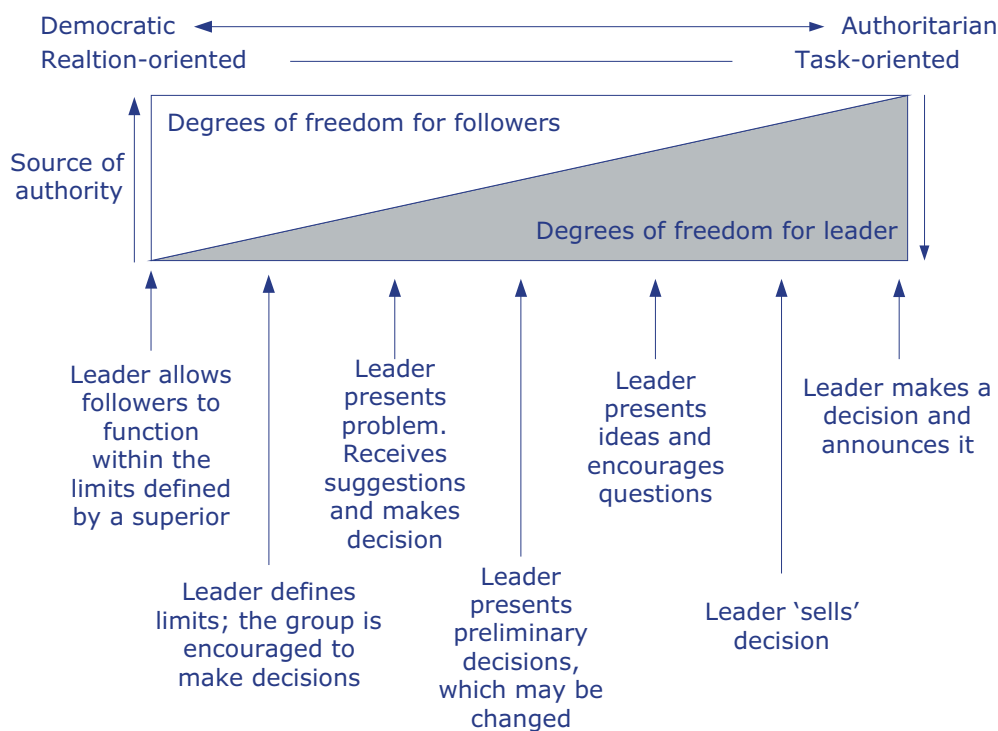 Democratic
Authoritarian
Realtion-oriented
Task-oriented
Degrees of freedom for followers
Source of
authority
Degrees of freedom for leader
Leader allows
followers to
function
within the
limits defined
by a superior
Leader defines
limits; the group is
encouraged to
make decisions
Leader
presents
problem.
Receives
suggestions
and makes
decision
Leader
presents
preliminary
decisions,
which may be
changed
Leader
presents
ideas and
encourages
questions
Leader ‘sells’
decision
Leader makes a
decision and
announces it